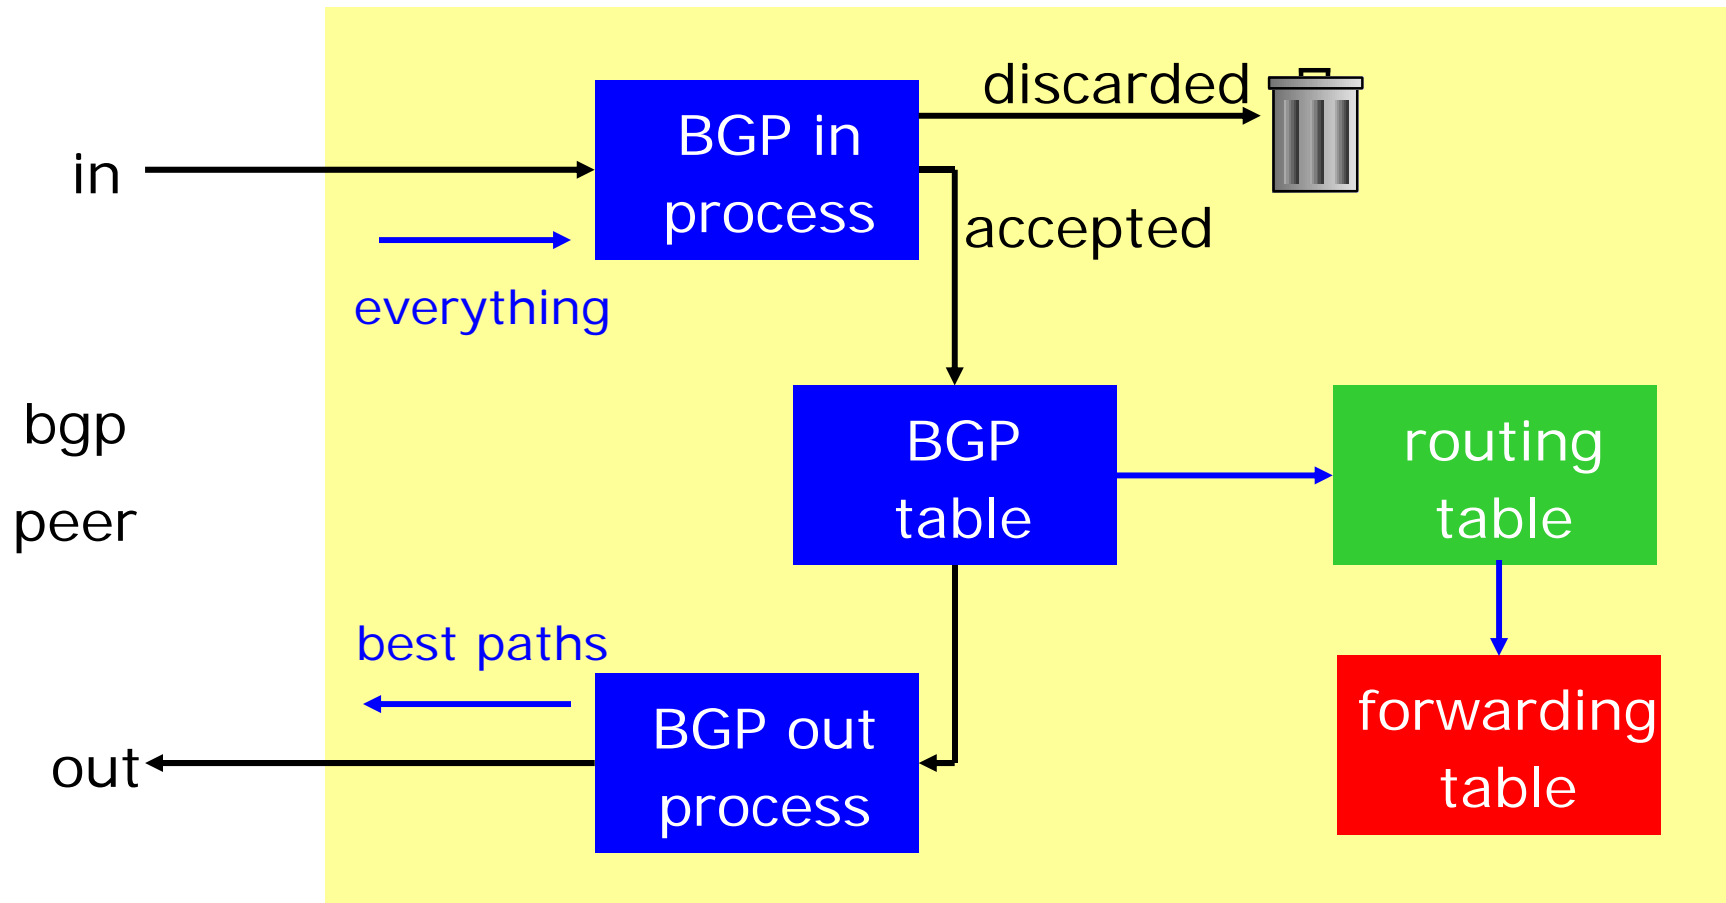 discarded
BGP in
process
in
accepted
everything
bgp
peer
BGP
table
routing
table
best paths
BGP out
process
out
forwarding
table